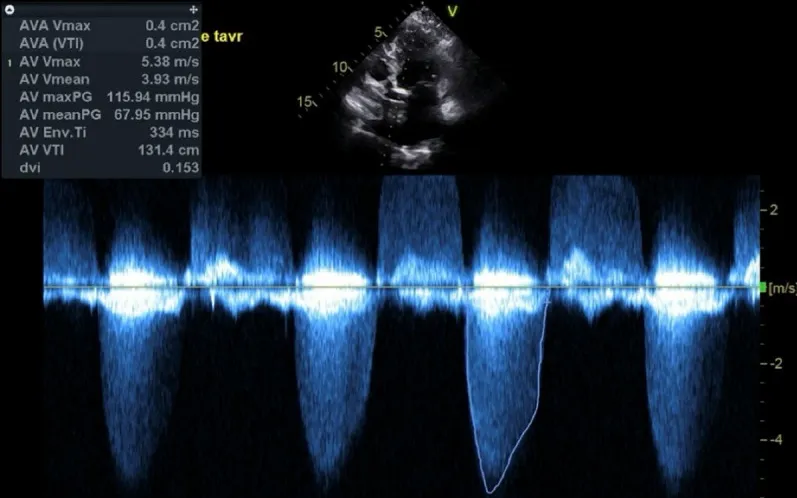 AVA Vmax 0.4 cm2
AVA (VTI) 0.4 cm2
1 AV Vmax 5.38 m/s
AV Vmean 3.93 m/s
AV maxPG 115.94 mmHg
AV meanPG 67.95 mmHg
AV Env.Ti 334 ms
AV VTI 131.4 cm
dvi 0.153
e tavr
V
5
10
15
2
[m/s]
-2
-4